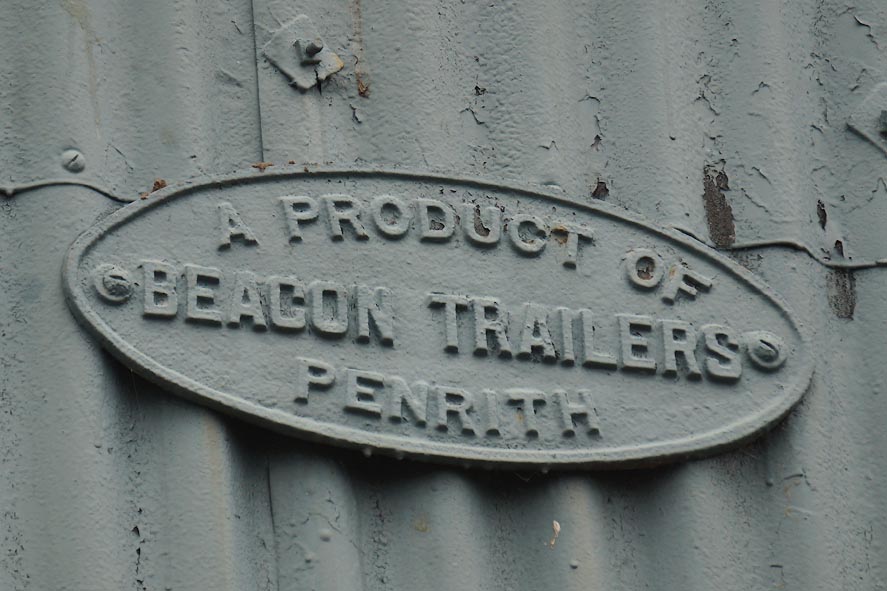 A PRODUCT OF
BEACON TRAILERS
PENRITH